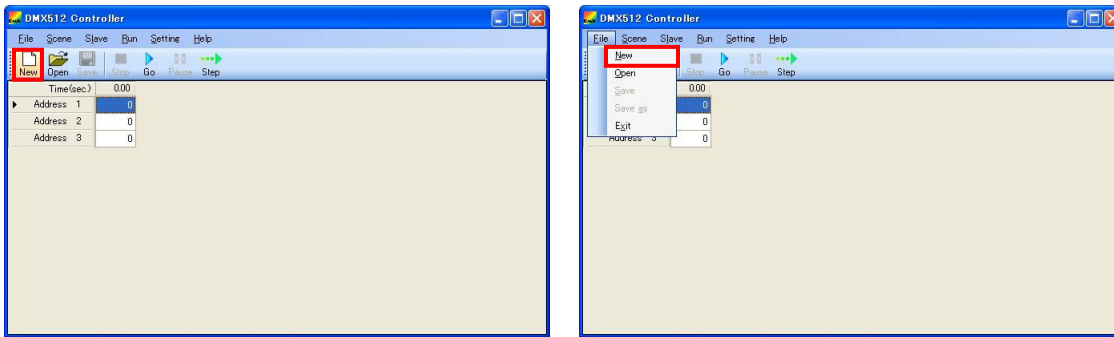 DMX512 Controller
File Scene Slave Run Setting Help
New Open Save Stop Go Pause Step
Time(sec.) 0.00
Address 1 0
Address 2 0
Address 3 0
DMX512 Controller
File Scene Slave Run Setting Help
New Stop Go Pause Step
Open
Save 0.00
Save as 0
Exit 0
Address 3 0